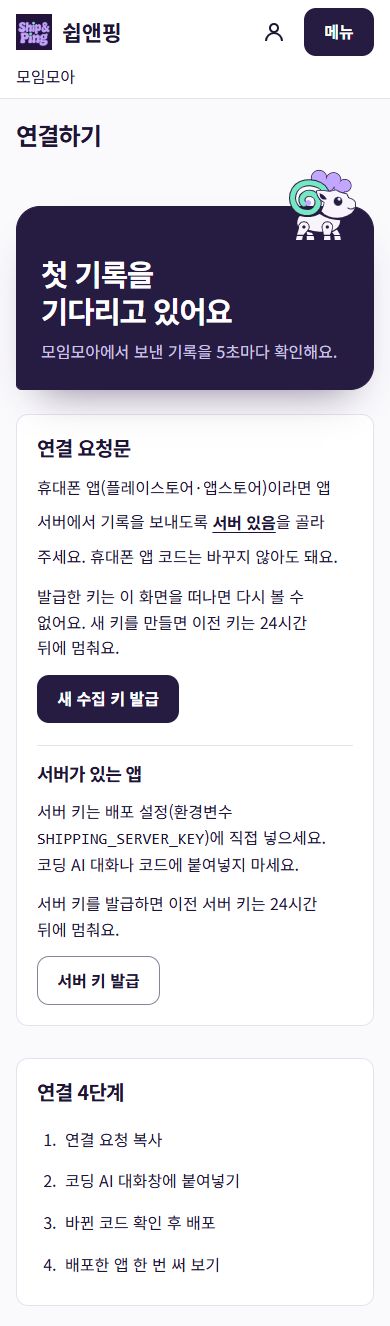 Ship&
Ping
쉽앤핑
메뉴
모임모아
연결하기
첫 기록을
기다리고 있어요
모임모아에서 보낸 기록을 5초마다 확인해요.
연결 요청문
휴대폰 앱(플레이스토어·앱스토어)이라면 앱
서버에서 기록을 보내도록 서버 있음을 골라
주세요. 휴대폰 앱 코드는 바꾸지 않아도 돼요.
발급한 키는 이 화면을 떠나면 다시 볼 수
없어요. 새 키를 만들면 이전 키는 24시간
뒤에 멈춰요.
새 수집 키 발급
서버가 있는 앱
서버 키는 배포 설정(환경변수
SHIPPING_SERVER_KEY)에 직접 넣으세요.
코딩 AI 대화나 코드에 붙여넣지 마세요.
서버 키를 발급하면 이전 서버 키는 24시간
뒤에 멈춰요.
서버 키 발급
연결 4단계
1. 연결 요청 복사
2. 코딩 AI 대화창에 붙여넣기
3. 바뀐 코드 확인 후 배포
4. 배포한 앱 한 번 써 보기